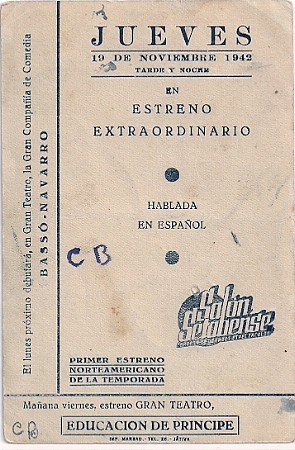 JUEVES
19 DE NOVIEMBRE 1942
TARDE Y NOCHE
EN
ESTRENO
EXTRAORDINARIO
HABLADA
EN ESPAÑOL
CB
Salón
Setabense
PRIMER ESTRENO
NORTEAMERICANO
DE LA TEMPORADA
El lunes próximo debutará, en Gran Teatro, la Gran Compañía de Comedia
BASSÓ-NAVARRO
Mañana viernes, estreno GRAN TEATRO,
EDUCACION DE PRINCIPE
CB